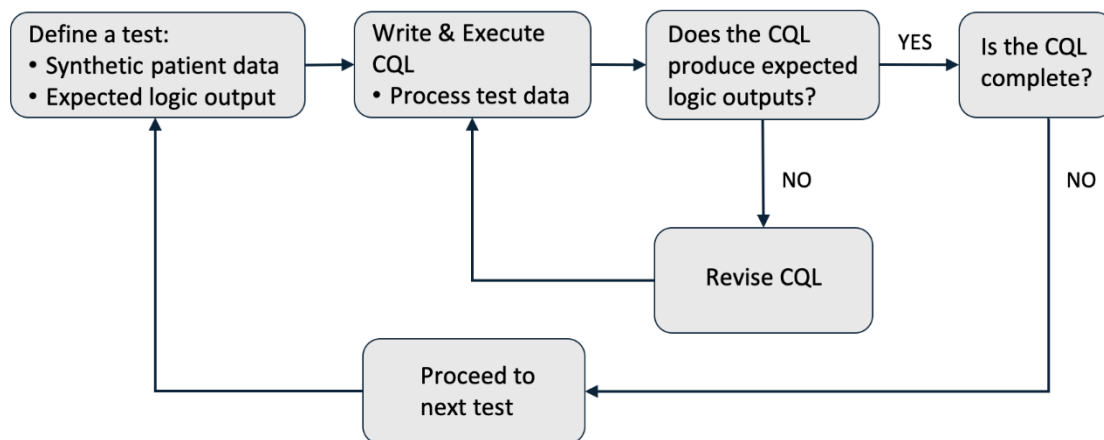 Define a test:
• Synthetic patient data
• Expected logic output
Write & Execute
CQL
• Process test data
Does the CQL
produce expected
logic outputs?
YES
Is the CQL
complete?
NO
NO
Revise CQL
Proceed to
next test